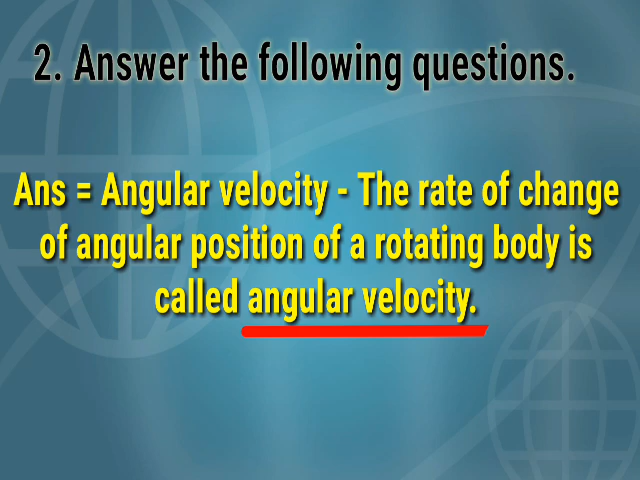 2. Answer the following questions.
Ans = Angular velocity - The rate of change
of angular position of a rotating body is
called angular velocity.